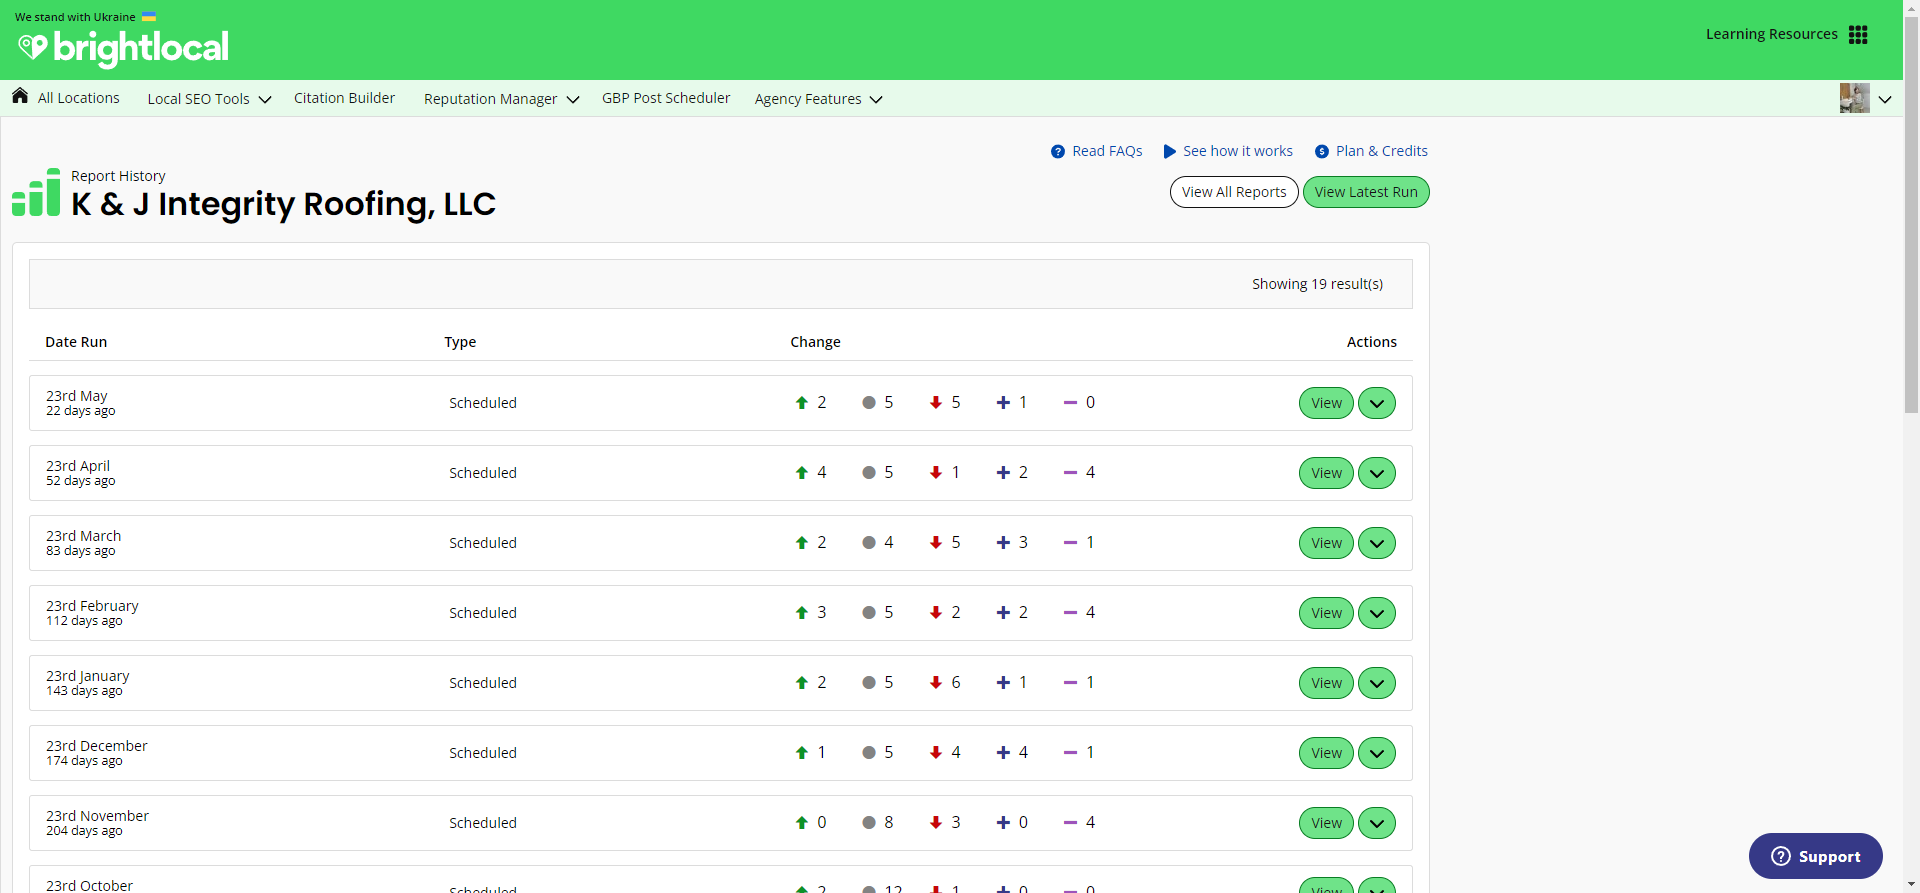 We stand with Ukraine
brightlocal
Learning Resources
All Locations Local SEO Tools Citation Builder Reputation Manager GBP Post Scheduler Agency Features
Read FAQs See how it works Plan & Credits
Report History
K & J Integrity Roofing, LLC
View All Reports View Latest Run
Showing 19 result(s)
Date Run Type Change Actions
23rd May
22 days ago
Scheduled 2 5 5 1 0 View
23rd April
52 days ago
Scheduled 4 5 1 2 4 View
23rd March
83 days ago
Scheduled 2 4 5 3 1 View
23rd February
112 days ago
Scheduled 3 5 2 2 4 View
23rd January
143 days ago
Scheduled 2 5 6 1 1 View
23rd December
174 days ago
Scheduled 1 5 4 4 1 View
23rd November
204 days ago
Scheduled 0 8 3 0 4 View
23rd October
Scheduled 2 12 1 0 0 View
Support